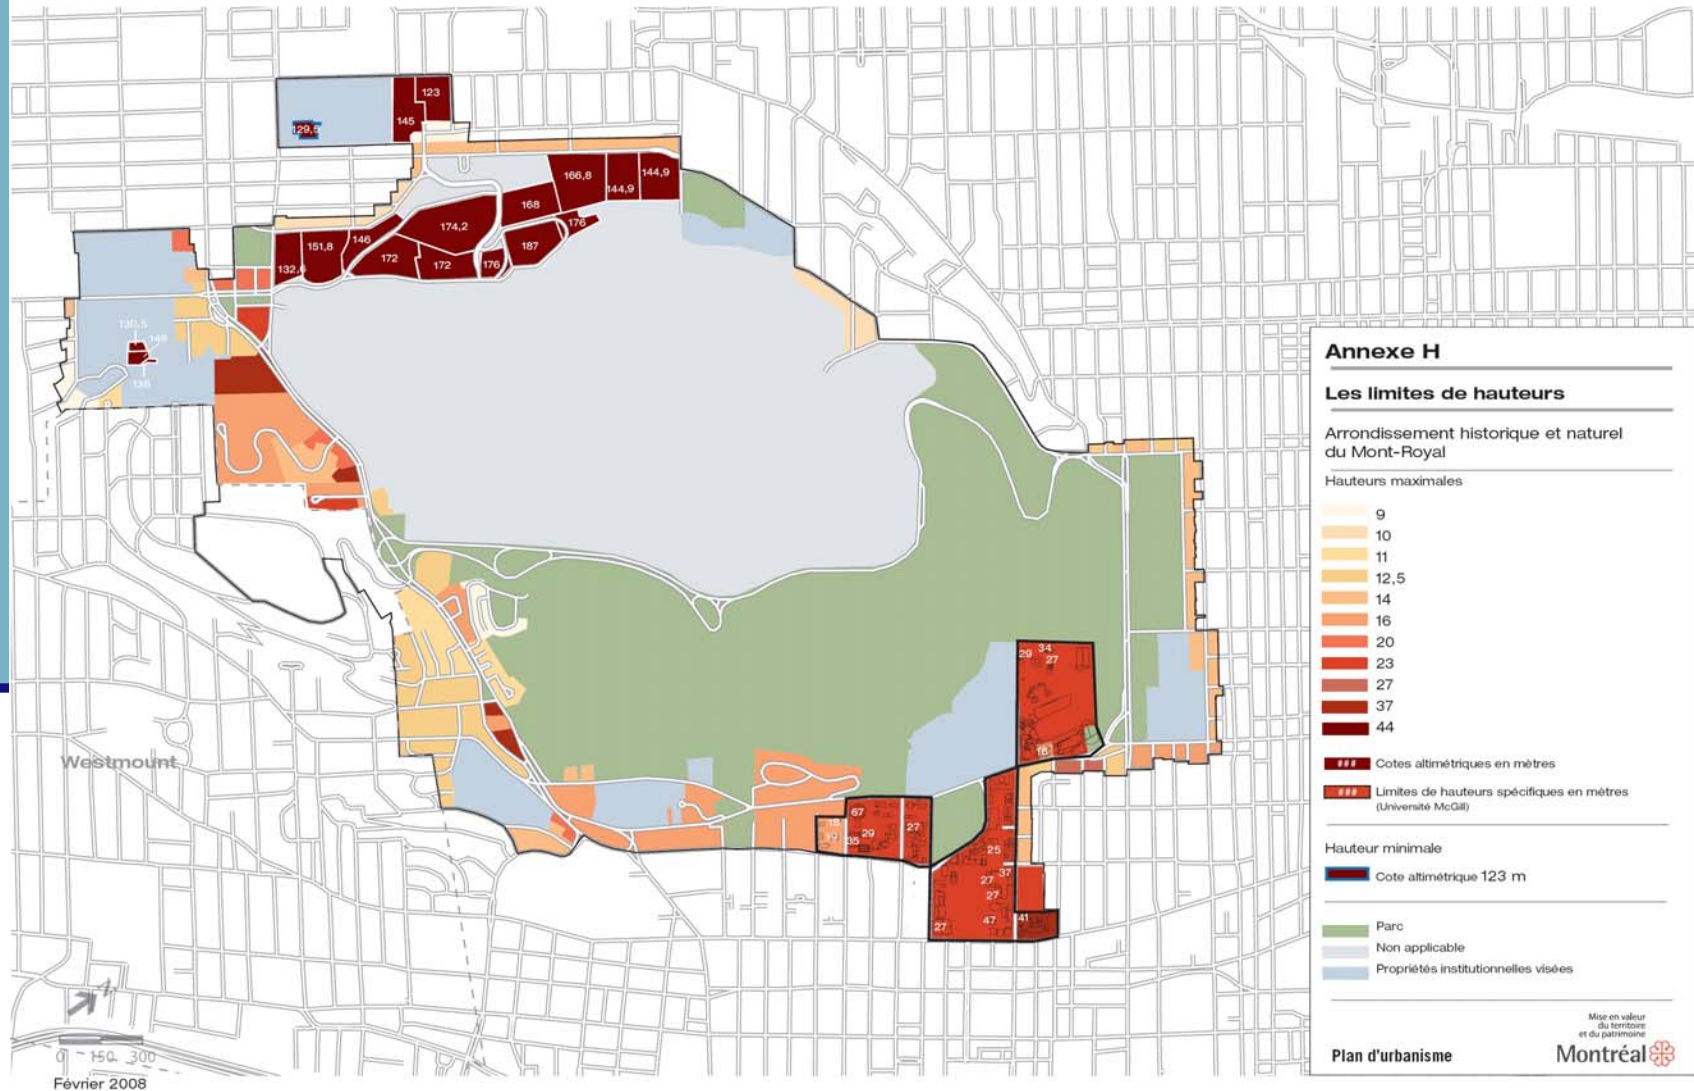 123
145
129,5
166,8
144,9
144,9
168
176
174,2
187
151,8
146
172
172
176
132,6
130,5
148
138
Westmount
29
34
27
16
67
18
29
27
39
35
25
37
27
27
47
41
27
N
0 150 300
Février 2008
Annexe H
Les limites de hauteurs
Arrondissement historique et naturel
du Mont-Royal
Hauteurs maximales
9
10
11
12,5
14
16
20
23
27
37
44
### Cotes altimétriques en mètres
### Limites de hauteurs spécifiques en mètres
(Université McGill)
Hauteur minimale
Cote altimétrique 123 m
Parc
Non applicable
Propriétés institutionnelles visées
Mise en valeur
du territoire
et du patrimoine
Plan d'urbanisme
Montréal